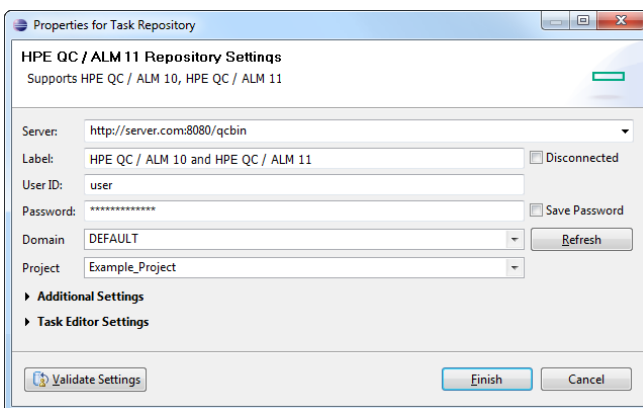 Properties for Task Repository
HPE QC / ALM 11 Repository Settings
Supports HPE QC / ALM 10, HPE QC / ALM 11
Server: http://server.com:8080/qcbin
Label: HPE QC / ALM 10 and HPE QC / ALM 11 Disconnected
User ID: user
Password: ************* Save Password
Domain DEFAULT Refresh
Project Example_Project
Additional Settings
Task Editor Settings
Validate Settings Finish Cancel